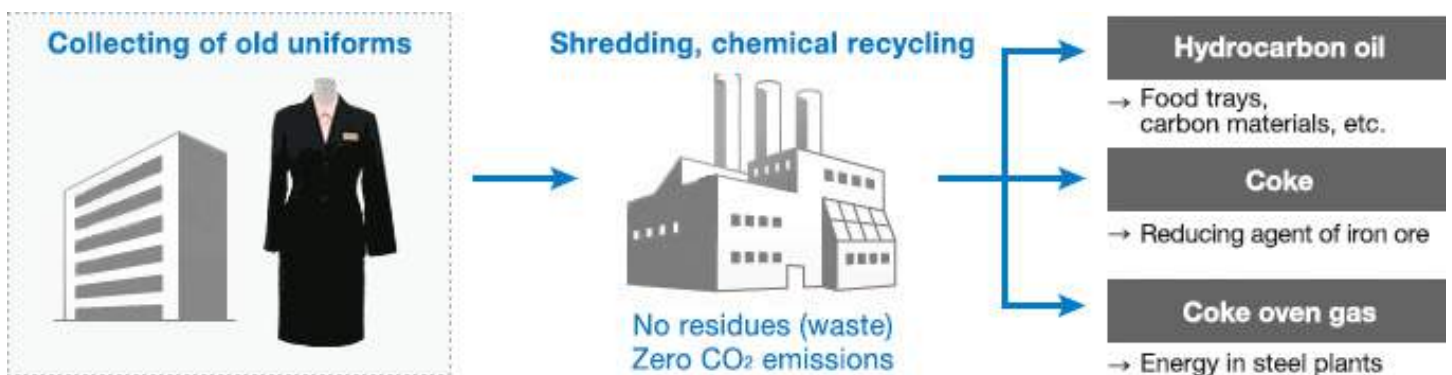 Collecting of old uniforms
Shredding, chemical recycling
No residues (waste)
Zero CO₂ emissions
Hydrocarbon oil
→ Food trays,
carbon materials, etc.
Coke
→ Reducing agent of iron ore
Coke oven gas
→ Energy in steel plants